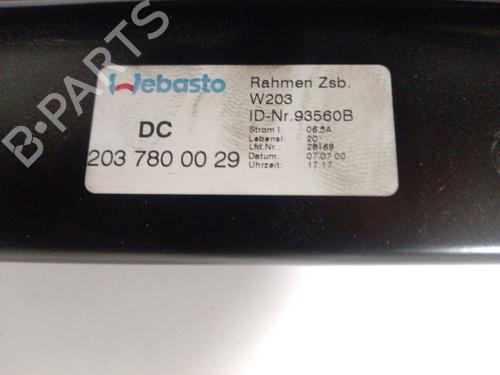 Webasto
DC
203 780 00 29
Rahmen Zsb.
W203
ID-Nr.93560B
Strom I: 06.5A
Lebensl: 20
Lfd.Nr.: 28169
Datum: 07.07.00
Uhrzeit: 17.17
B-PARTS